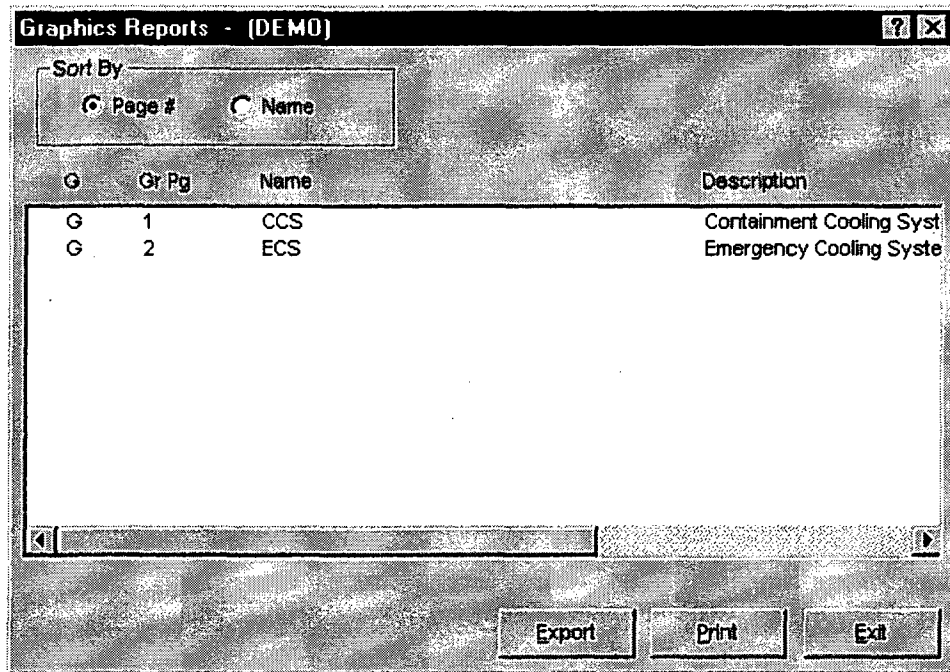 Graphics Reports - (DEMO)
Sort By
Page # Name
G Gr Pg Name Description
G 1 CCS Containment Cooling Syst
G 2 ECS Emergency Cooling Syste
Export Print Exit